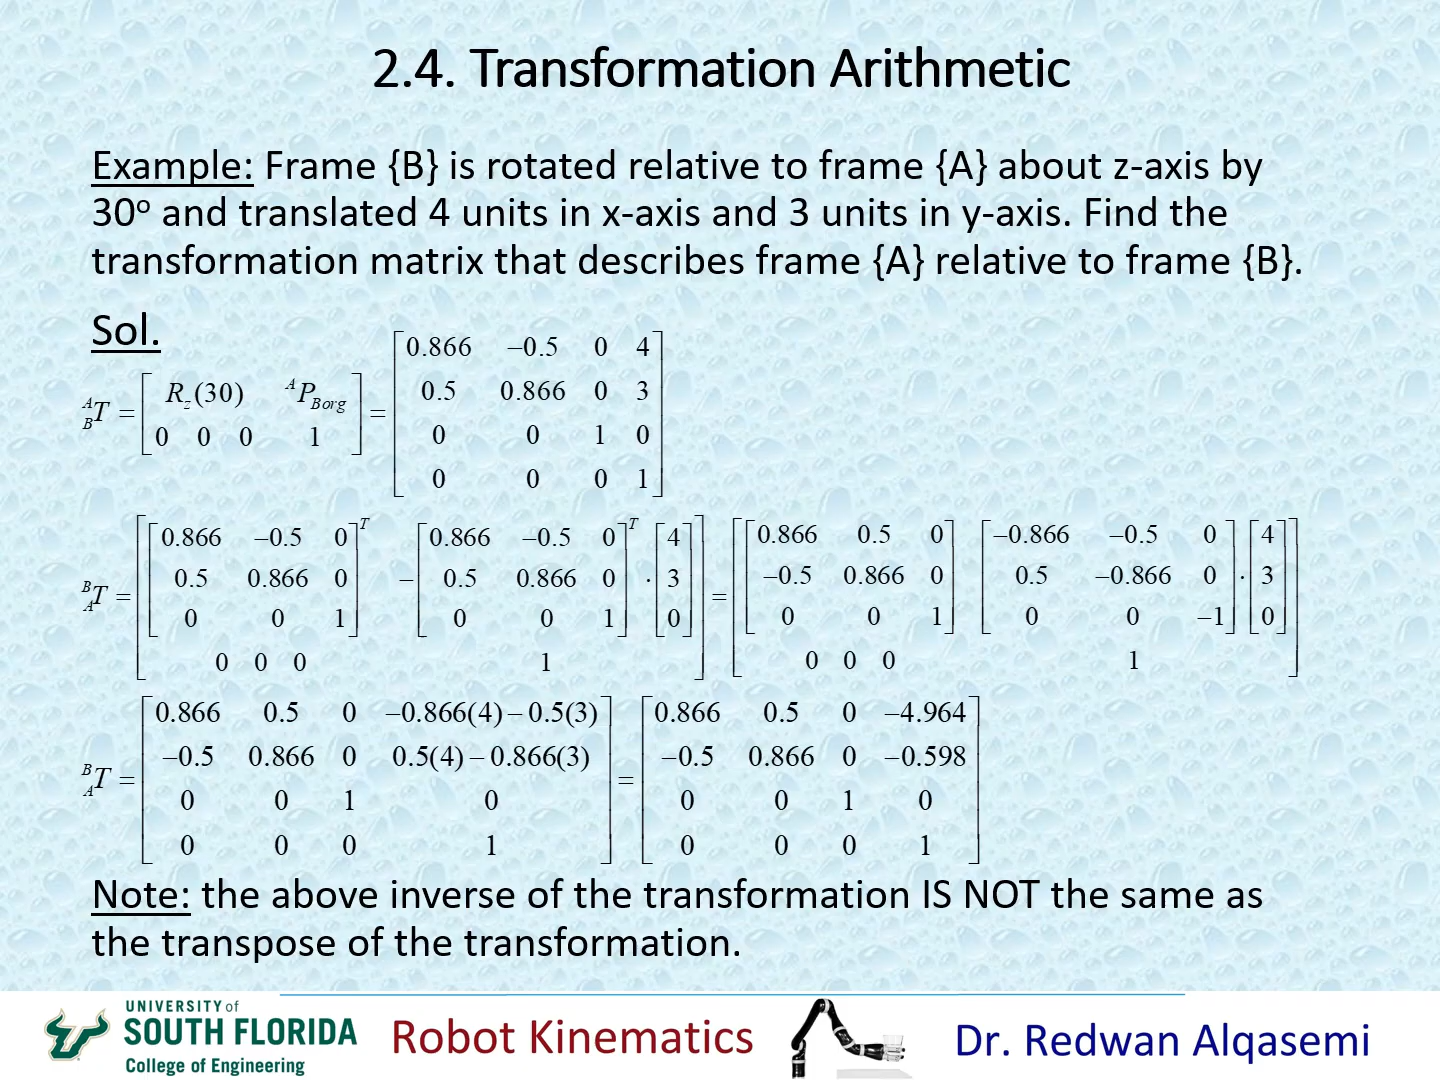 2.4. Transformation Arithmetic
Example: Frame {B} is rotated relative to frame {A} about z-axis by
30° and translated 4 units in x-axis and 3 units in y-axis. Find the
transformation matrix that describes frame {A} relative to frame {B}.
Sol.
^A_B T = [ R_z(30) ^A P_Borg ; 0 0 0 1 ] = [ 0.866 −0.5 0 4 ; 0.5 0.866 0 3 ; 0 0 1 0 ; 0 0 0 1 ]
^B_A T = [ [ 0.866 −0.5 0 ; 0.5 0.866 0 ; 0 0 1 ]^T − [ 0.866 −0.5 0 ; 0.5 0.866 0 ; 0 0 1 ]^T · [ 4 ; 3 ; 0 ] ; 0 0 0 1 ] = [ [ 0.866 0.5 0 ; −0.5 0.866 0 ; 0 0 1 ] [ −0.866 −0.5 0 ; 0.5 −0.866 0 ; 0 0 −1 ] · [ 4 ; 3 ; 0 ] ; 0 0 0 1 ]
^B_A T = [ 0.866 0.5 0 −0.866(4) − 0.5(3) ; −0.5 0.866 0 0.5(4) − 0.866(3) ; 0 0 1 0 ; 0 0 0 1 ] = [ 0.866 0.5 0 −4.964 ; −0.5 0.866 0 −0.598 ; 0 0 1 0 ; 0 0 0 1 ]
Note: the above inverse of the transformation IS NOT the same as
the transpose of the transformation.
UNIVERSITY of
SOUTH FLORIDA
College of Engineering
Robot Kinematics
Dr. Redwan Alqasemi